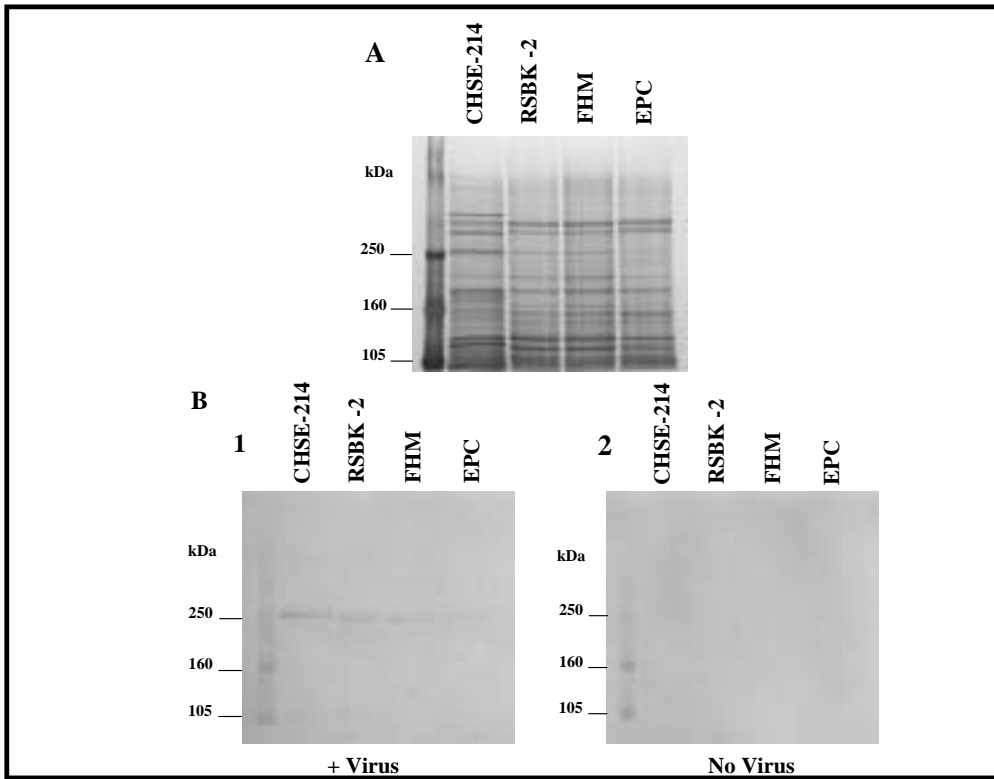 A
CHSE-214
RSBK -2
FHM
EPC
kDa
250
160
105
B
1
CHSE-214
RSBK -2
FHM
EPC
kDa
250
160
105
+ Virus
2
CHSE-214
RSBK -2
FHM
EPC
kDa
250
160
105
No Virus